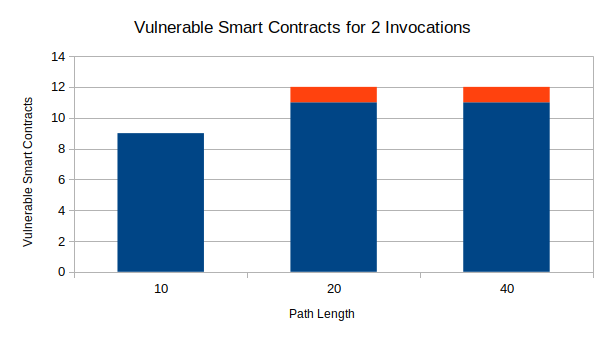 Vulnerable Smart Contracts for 2 Invocations
14
12
10
8
6
4
2
0
Vulnerable Smart Contracts
10 20 40
Path Length